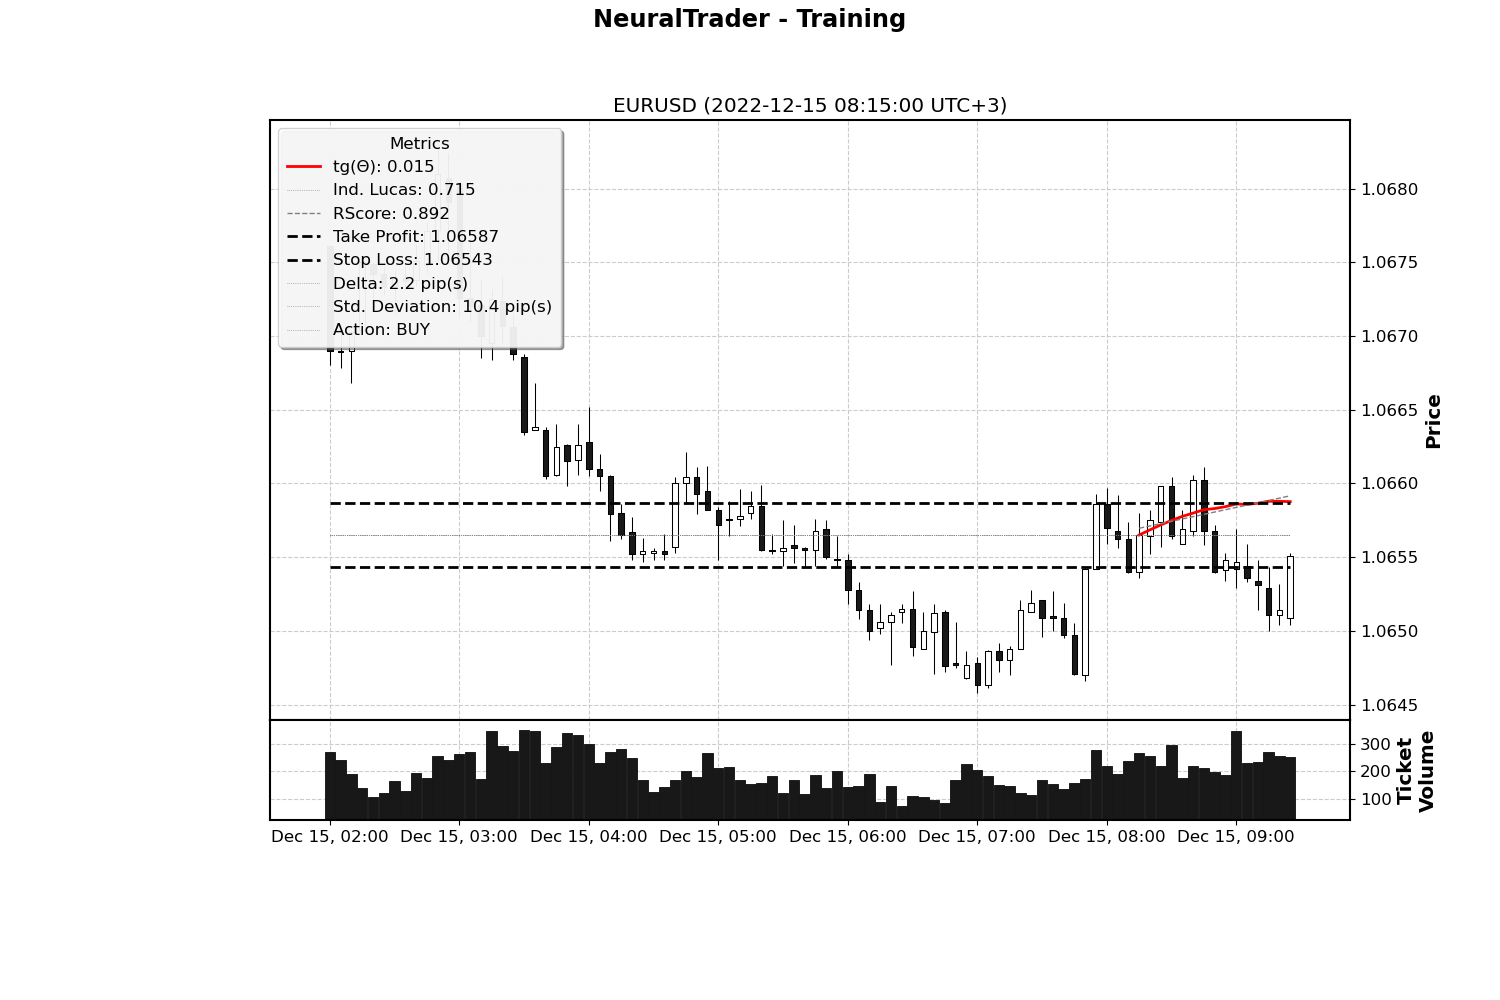 NeuralTrader - Training
EURUSD (2022-12-15 08:15:00 UTC+3)
Metrics
tg(Θ): 0.015
Ind. Lucas: 0.715
RScore: 0.892
Take Profit: 1.06587
Stop Loss: 1.06543
Delta: 2.2 pip(s)
Std. Deviation: 10.4 pip(s)
Action: BUY
1.0680
1.0675
1.0670
1.0665
1.0660
1.0655
1.0650
1.0645
Price
300
200
100
Ticket
Volume
Dec 15, 02:00 Dec 15, 03:00 Dec 15, 04:00 Dec 15, 05:00 Dec 15, 06:00 Dec 15, 07:00 Dec 15, 08:00 Dec 15, 09:00